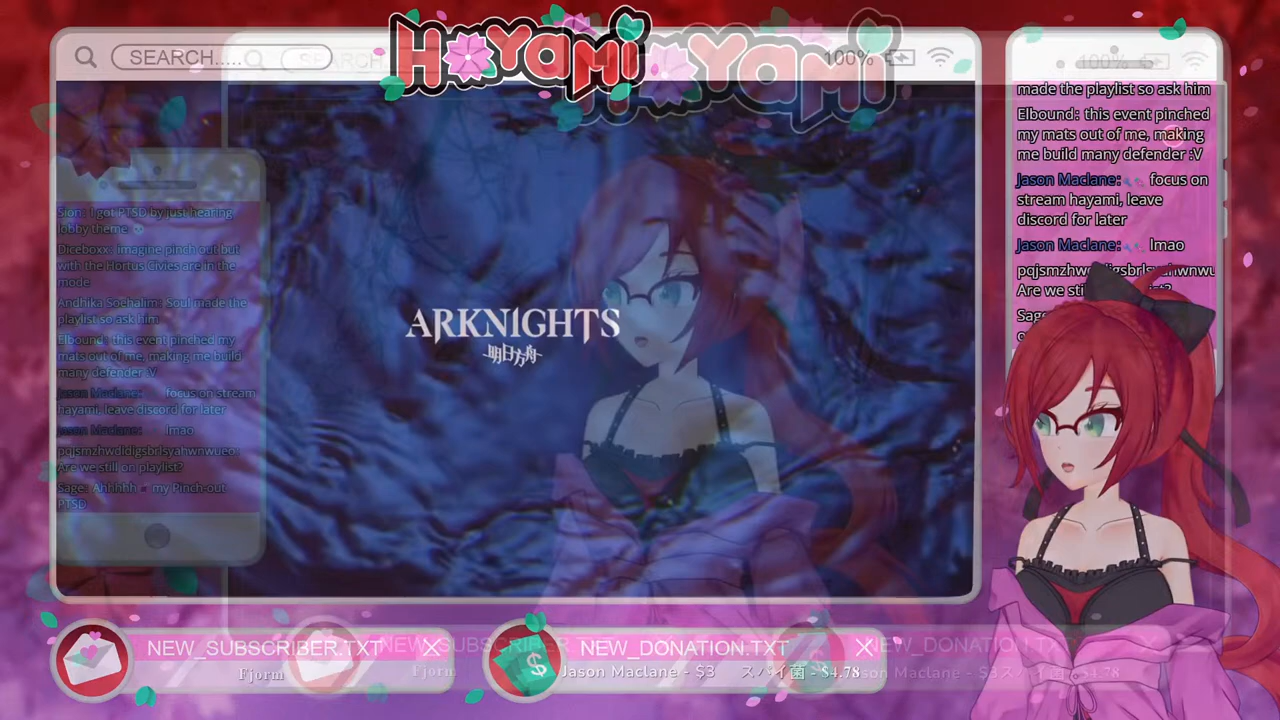 HaYami
SEARCH.....
100%
made the playlist so ask him
Elbound: this event pinched
my mats out of me, making
me build many defender :V
Jason Maclane: focus on
stream hayami, leave
discord for later
Jason Maclane: lmao
Are we
Sage
Sion: I got PTSD by just hearing
lobby theme
Diceboxx: imagine pinch out but
with the Hortus Civies are in the
mode
Andhika Soehalim: Soul made the
playlist so ask him
Elbound: this event pinched my
mats out of me, making me build
many defender :V
Jason Maclane: focus on stream
hayami, leave discord for later
Jason Maclane: lmao
Are we still on playlist?
Sage: Ahhhhh my Pinch-out
PTSD
ARKNIGHTS
明日方舟
NEW_SUBSCRIBER.TXT
Fjorm
NEW_DONATION.TXT
Jason Maclane - $3 スパイ菌 - $4.78